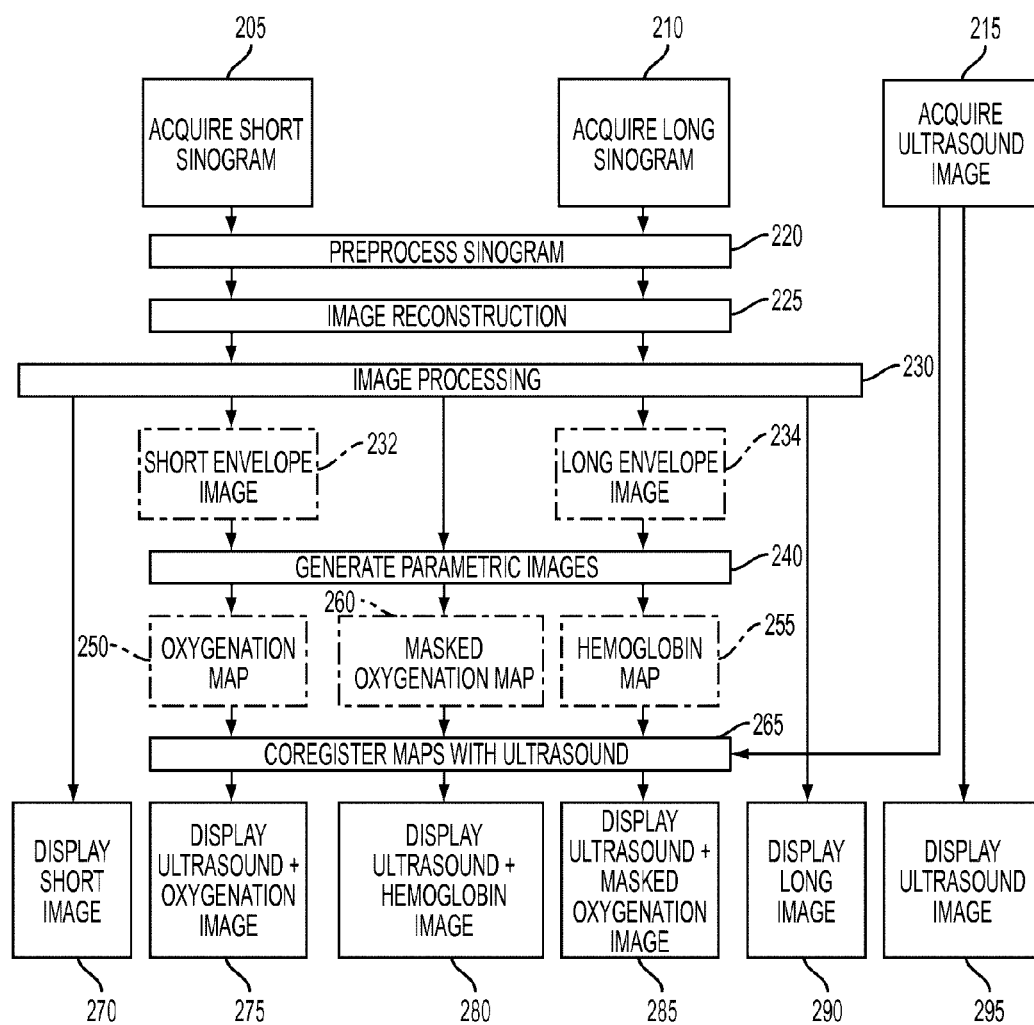 205
210
215
ACQUIRE SHORT
SINOGRAM
ACQUIRE LONG
SINOGRAM
ACQUIRE
ULTRASOUND
IMAGE
PREPROCESS SINOGRAM
220
IMAGE RECONSTRUCTION
225
IMAGE PROCESSING
230
SHORT ENVELOPE
IMAGE
232
LONG ENVELOPE
IMAGE
234
GENERATE PARAMETRIC IMAGES
240
250
OXYGENATION
MAP
260
MASKED
OXYGENATION MAP
HEMOGLOBIN
MAP
255
COREGISTER MAPS WITH ULTRASOUND
265
DISPLAY
SHORT
IMAGE
DISPLAY
ULTRASOUND +
OXYGENATION
IMAGE
DISPLAY
ULTRASOUND +
HEMOGLOBIN
IMAGE
DISPLAY
ULTRASOUND +
MASKED
OXYGENATION
IMAGE
DISPLAY
LONG
IMAGE
DISPLAY
ULTRASOUND
IMAGE
270
275
280
285
290
295